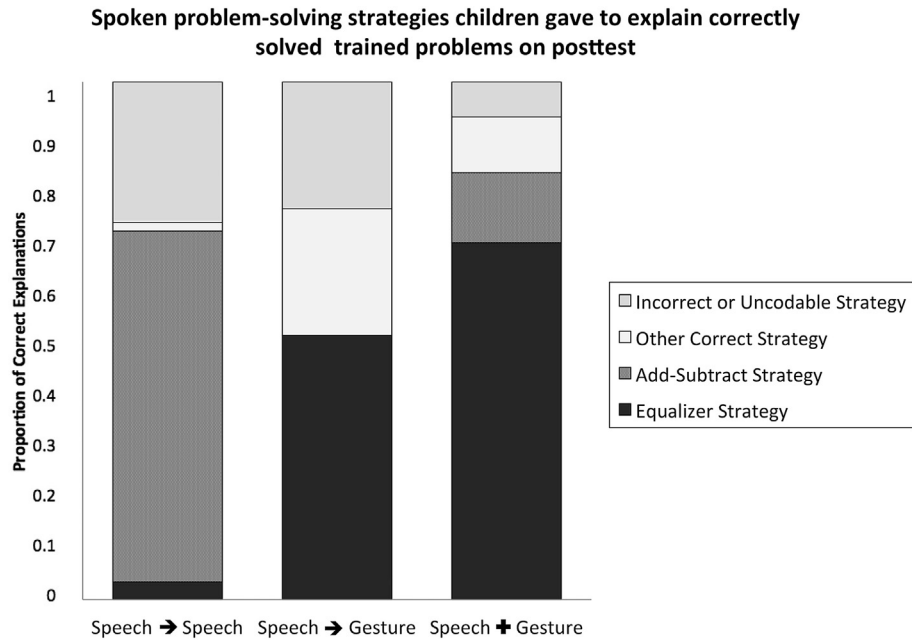 Spoken problem-solving strategies children gave to explain correctly
solved trained problems on posttest
Proportion of Correct Explanations
1
0.9
0.8
0.7
0.6
0.5
0.4
0.3
0.2
0.1
0
Speech ➔ Speech
Speech ➔ Gesture
Speech ✚ Gesture
Incorrect or Uncodable Strategy
Other Correct Strategy
Add-Subtract Strategy
Equalizer Strategy